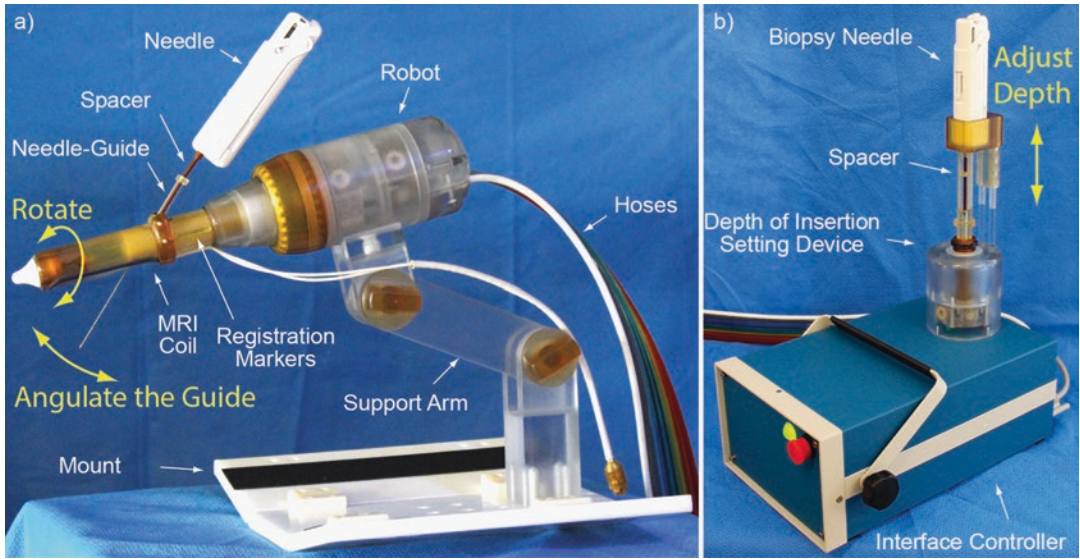 a)
Needle
Spacer
Needle-Guide
Rotate
Robot
Hoses
MRI
Coil
Registration
Markers
Angulate the Guide
Support Arm
Mount
b)
Biopsy Needle
Adjust
Depth
Spacer
Depth of Insertion
Setting Device
Interface Controller